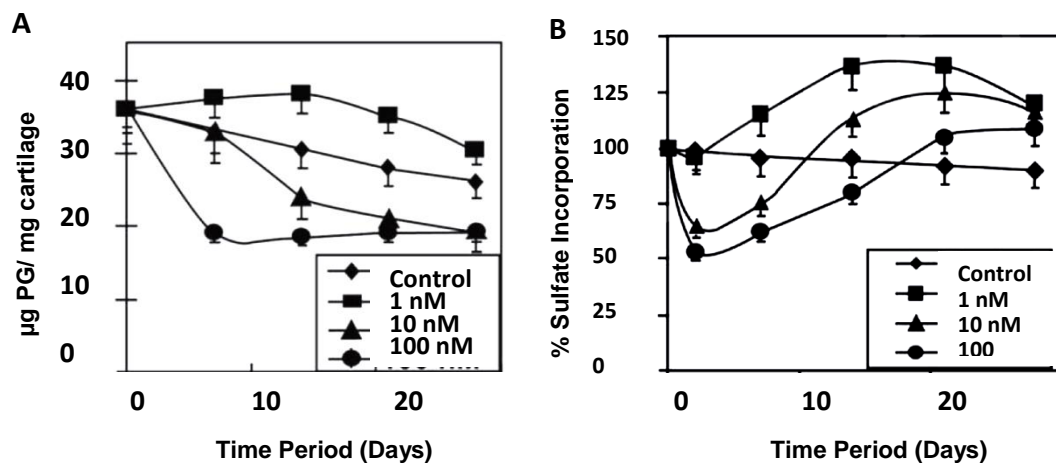 A
µg PG/ mg cartilage
40
30
20
10
0
Control
1 nM
10 nM
100 nM
0 10 20
Time Period (Days)
B
% Sulfate Incorporation
150
125
100
75
50
25
0
Control
1 nM
10 nM
100
0 10 20
Time Period (Days)